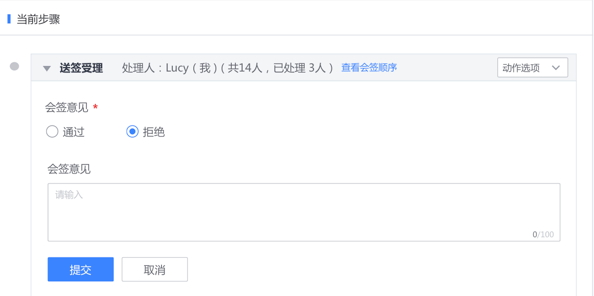 当前步骤
送签受理 处理人：Lucy（我）( 共14人，已处理 3人 ) 查看会签顺序 动作选项
会签意见 *
通过 拒绝
会签意见
请输入
0/100
提交 取消